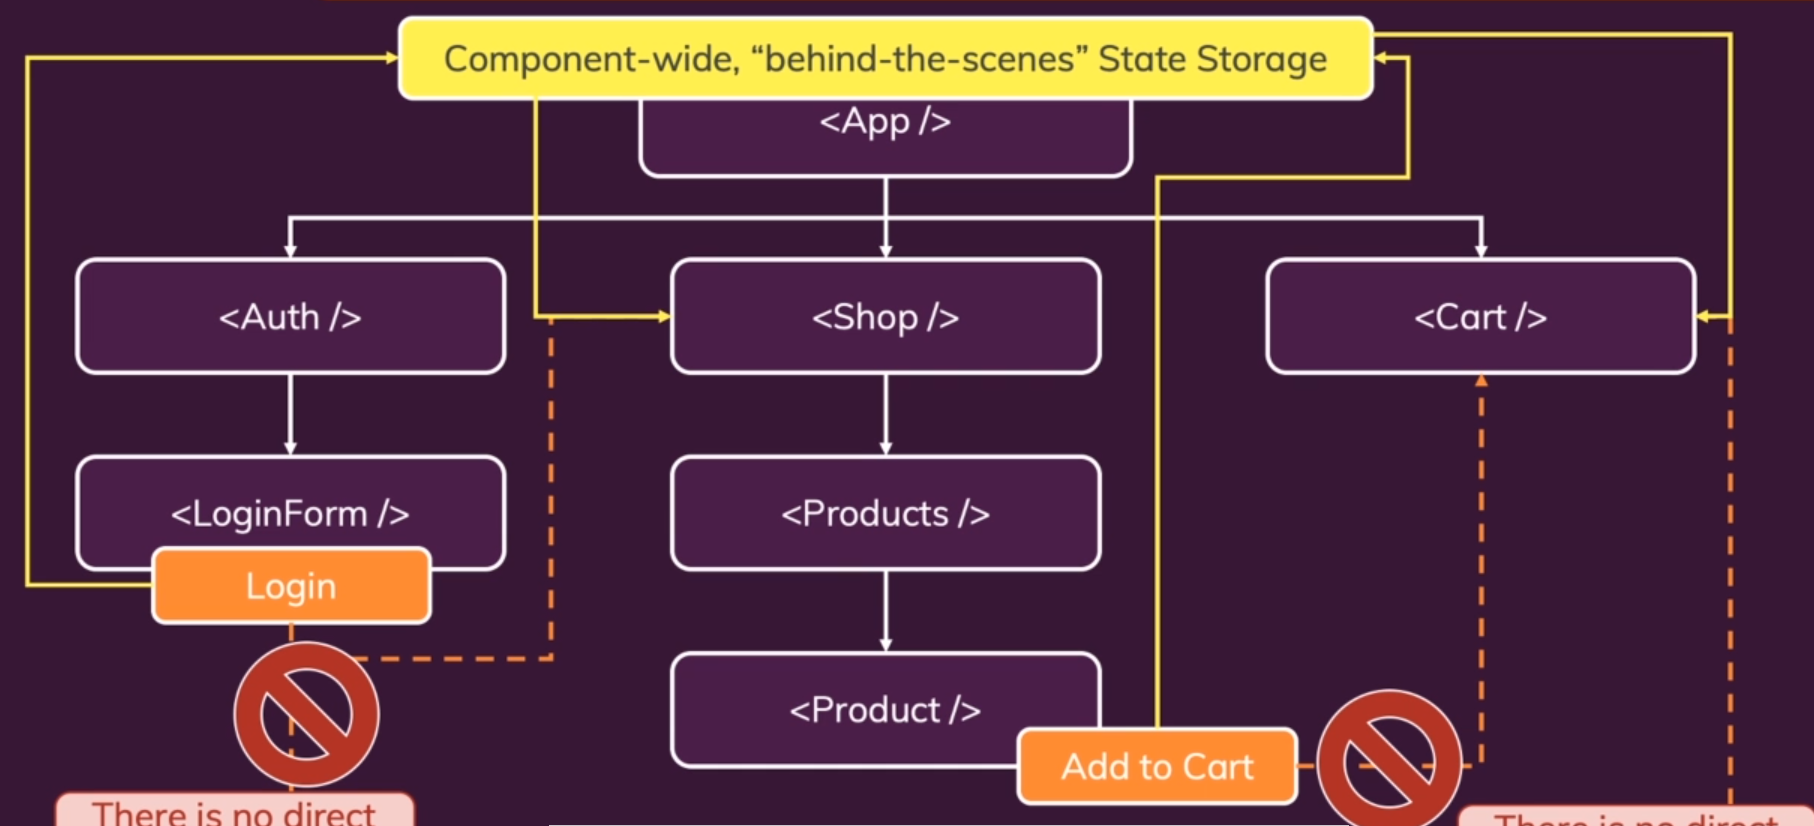 Component-wide, “behind-the-scenes” State Storage
<App />
<Auth />
<Shop />
<Cart />
<LoginForm />
<Products />
Login
<Product />
Add to Cart
There is no direct
There is no direct